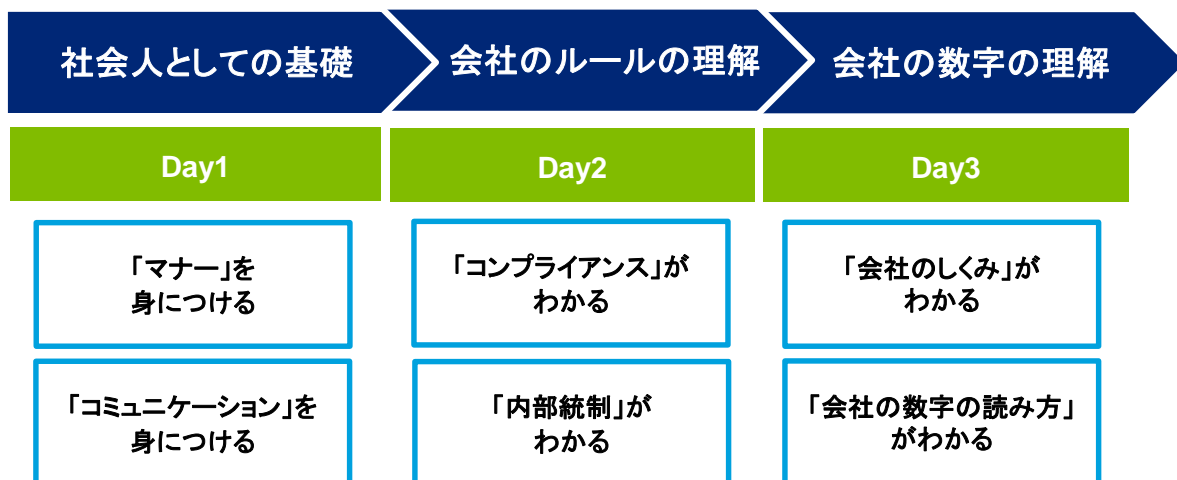 社会人としての基礎
会社のルールの理解
会社の数字の理解
Day1
Day2
Day3
「マナー」を
身につける
「コンプライアンス」が
わかる
「会社のしくみ」が
わかる
「コミュニケーション」を
身につける
「内部統制」が
わかる
「会社の数字の読み方」
がわかる